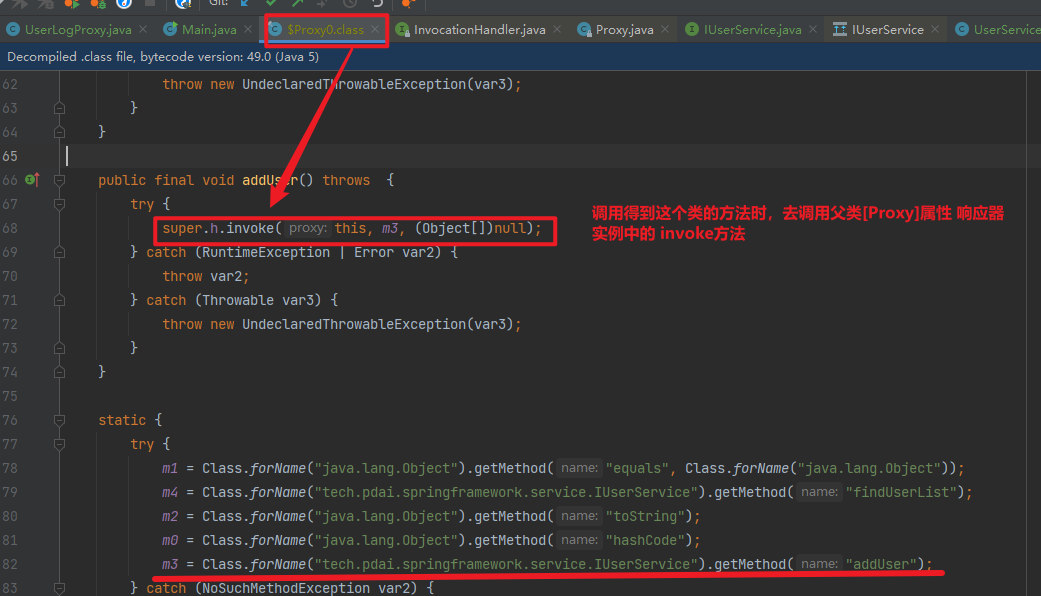 Git:
UserLogProxy.java
Main.java
$Proxy0.class
InvocationHandler.java
Proxy.java
IUserService.java
IUserService
UserService
Decompiled .class file, bytecode version: 49.0 (Java 5)
62 throw new UndeclaredThrowableException(var3);
63 }
64 }
65
66 public final void addUser() throws {
67 try {
68 super.h.invoke( proxy: this, m3, (Object[])null);
调用得到这个类的方法时，去调用父类[Proxy]属性 响应器
实例中的 invoke方法
69 } catch (RuntimeException | Error var2) {
70 throw var2;
71 } catch (Throwable var3) {
72 throw new UndeclaredThrowableException(var3);
73 }
74 }
75
76 static {
77 try {
78 m1 = Class.forName("java.lang.Object").getMethod( name: "equals", Class.forName("java.lang.Object"));
79 m4 = Class.forName("tech.pdai.springframework.service.IUserService").getMethod( name: "findUserList");
80 m2 = Class.forName("java.lang.Object").getMethod( name: "toString");
81 m0 = Class.forName("java.lang.Object").getMethod( name: "hashCode");
82 m3 = Class.forName("tech.pdai.springframework.service.IUserService").getMethod( name: "addUser");
83 } catch (NoSuchMethodException var2) {